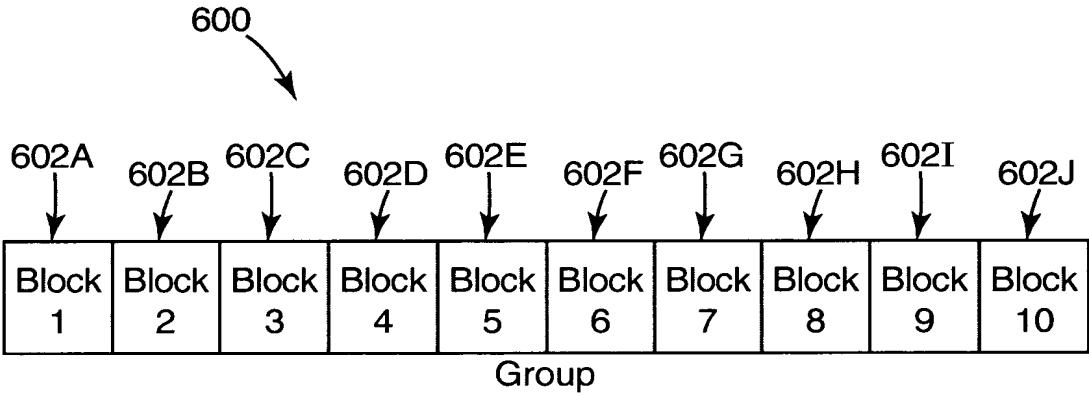 600
602A 602B 602C 602D 602E 602F 602G 602H 602I 602J
Block Block Block Block Block Block Block Block Block Block
1 2 3 4 5 6 7 8 9 10
Group